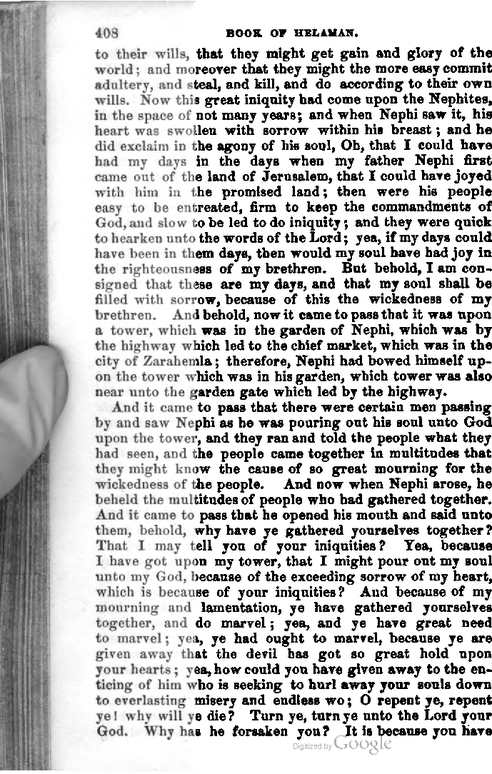 408 BOOK OF HELAMAN.
to their wills, that they might get gain and glory of the
world; and moreover that they might the more easy commit
adultery, and steal, and kill, and do according to their own
wills. Now this great iniquity had come upon the Nephites,
in the space of not many years; and when Nephi saw it, his
heart was swollen with sorrow within his breast; and he
did exclaim in the agony of his soul, Oh, that I could have
had my days in the days when my father Nephi first
came out of the land of Jerusalem, that I could have joyed
with him in the promised land; then were his people
easy to be entreated, firm to keep the commandments of
God, and slow to be led to do iniquity; and they were quick
to hearken unto the words of the Lord; yea, if my days could
have been in them days, then would my soul have had joy in
the righteousness of my brethren. But behold, I am con-
signed that these are my days, and that my soul shall be
filled with sorrow, because of this the wickedness of my
brethren. And behold, now it came to pass that it was upon
a tower, which was in the garden of Nephi, which was by
the highway which led to the chief market, which was in the
city of Zarahemla; therefore, Nephi had bowed himself up-
on the tower which was in his garden, which tower was also
near unto the garden gate which led by the highway.
And it came to pass that there were certain men passing
by and saw Nephi as he was pouring out his soul unto God
upon the tower, and they ran and told the people what they
had seen, and the people came together in multitudes that
they might know the cause of so great mourning for the
wickedness of the people. And now when Nephi arose, he
beheld the multitudes of people who had gathered together.
And it came to pass that he opened his mouth and said unto
them, behold, why have ye gathered yourselves together?
That I may tell you of your iniquities? Yea, because
I have got upon my tower, that I might pour out my soul
unto my God, because of the exceeding sorrow of my heart,
which is because of your iniquities? And because of my
mourning and lamentation, ye have gathered yourselves
together, and do marvel; yea, and ye have great need
to marvel; yea, ye had ought to marvel, because ye are
given away that the devil has got so great hold upon
your hearts; yea, how could you have given away to the en-
ticing of him who is seeking to hurl away your souls down
to everlasting misery and endless wo; O repent ye, repent
ye! why will ye die? Turn ye, turn ye unto the Lord your
God. Why has he forsaken you? It is because you have
Digitized by Google